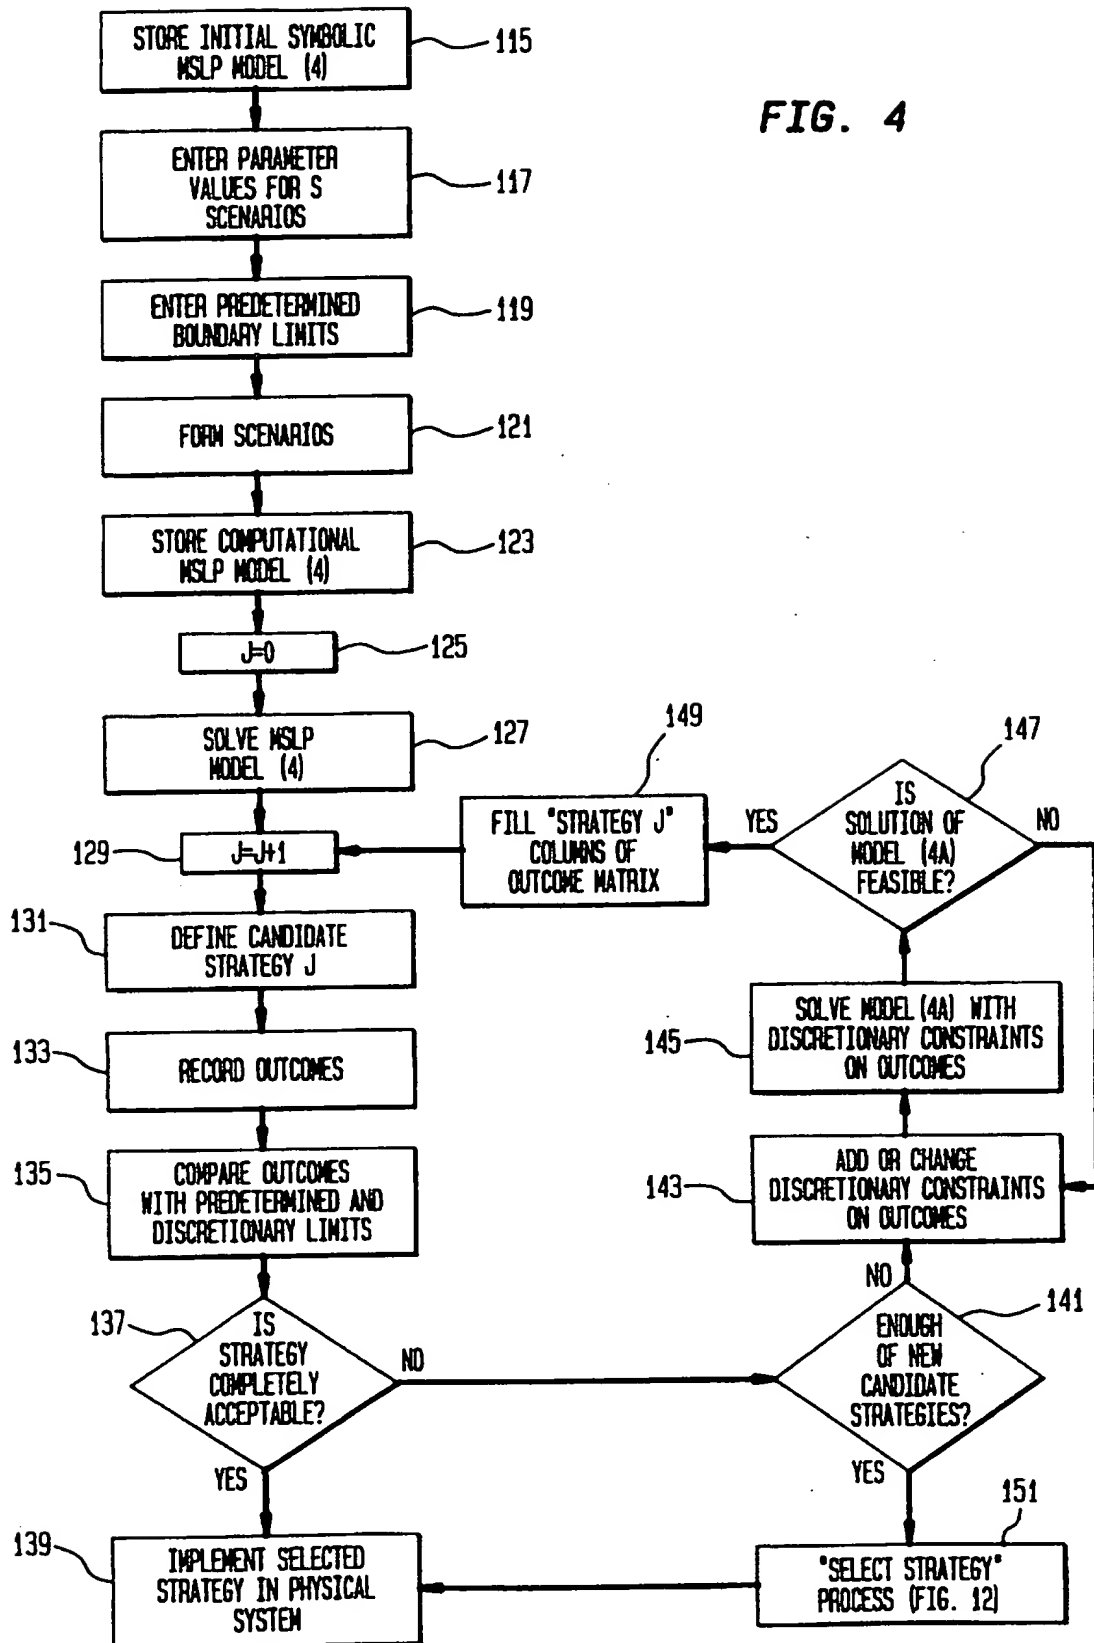 STORE INITIAL SYMBOLIC
MSLP MODEL (4)
115
FIG. 4
ENTER PARAMETER
VALUES FOR S
SCENARIOS
117
ENTER PREDETERMINED
BOUNDARY LIMITS
119
FORM SCENARIOS
121
STORE COMPUTATIONAL
MSLP MODEL (4)
123
J=0
125
SOLVE MSLP
MODEL (4)
127
129
J=J+1
131
DEFINE CANDIDATE
STRATEGY J
133
RECORD OUTCOMES
135
COMPARE OUTCOMES
WITH PREDETERMINED AND
DISCRETIONARY LIMITS
137
IS
STRATEGY
COMPLETELY
ACCEPTABLE?
NO
YES
139
IMPLEMENT SELECTED
STRATEGY IN PHYSICAL
SYSTEM
149
FILL "STRATEGY J"
COLUMNS OF
OUTCOME MATRIX
YES
147
IS
SOLUTION OF
MODEL (4A)
FEASIBLE?
NO
145
SOLVE MODEL (4A) WITH
DISCRETIONARY CONSTRAINTS
ON OUTCOMES
143
ADD OR CHANGE
DISCRETIONARY CONSTRAINTS
ON OUTCOMES
NO
141
ENOUGH
OF NEW
CANDIDATE
STRATEGIES?
YES
151
"SELECT STRATEGY"
PROCESS (FIG. 12)